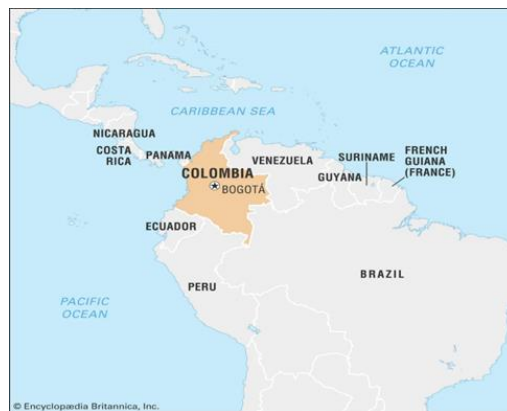 ATLANTIC
OCEAN
CARIBBEAN SEA
NICARAGUA
COSTA
RICA
PANAMA
VENEZUELA
SURINAME
FRENCH
GUIANA
(FRANCE)
GUYANA
COLOMBIA
BOGOTÁ
ECUADOR
BRAZIL
PERU
PACIFIC
OCEAN
© Encyclopædia Britannica, Inc.